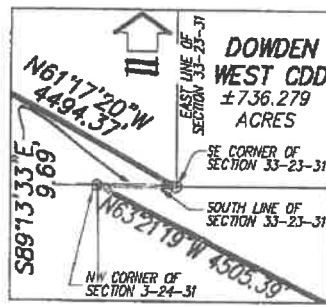 N61°17'20"W
4494.37'
EAST LINE OF
SECTION 33-23-31
DOWDEN
WEST CDD
±736.279
ACRES
S89°13'33"E,
9.69'
SE CORNER OF
SECTION 33-23-31
SOUTH LINE OF
SECTION 33-23-31
N63°21'19"W 4505.39'
NW CORNER OF
SECTION 3-24-31